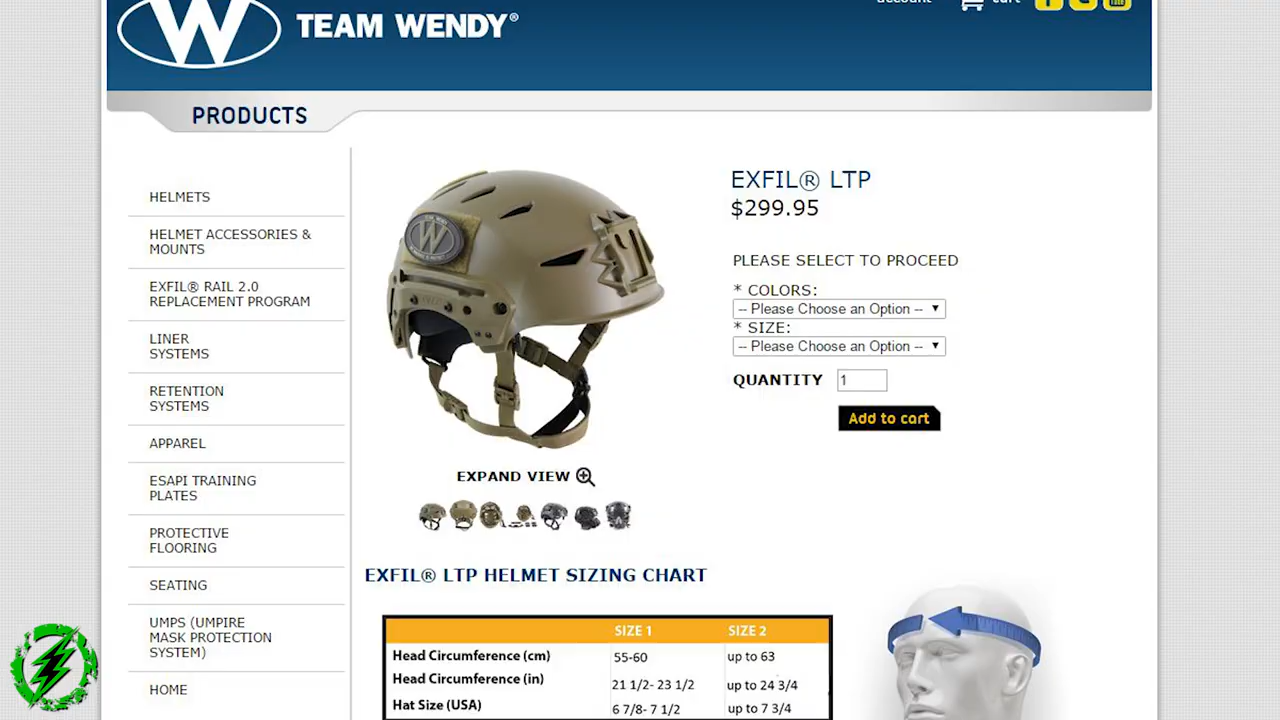 account cart
W TEAM WENDY®
PRODUCTS
HELMETS
HELMET ACCESSORIES &
MOUNTS
EXFIL® RAIL 2.0
REPLACEMENT PROGRAM
LINER
SYSTEMS
RETENTION
SYSTEMS
APPAREL
ESAPI TRAINING
PLATES
PROTECTIVE
FLOORING
SEATING
UMPS (UMPIRE
MASK PROTECTION
SYSTEM)
HOME
TEAM WENDY
W
EXPAND VIEW
EXFIL® LTP
$299.95
PLEASE SELECT TO PROCEED
* COLORS:
-- Please Choose an Option --
* SIZE:
-- Please Choose an Option --
QUANTITY 1
Add to cart
EXFIL® LTP HELMET SIZING CHART
SIZE 1 SIZE 2
Head Circumference (cm) 55-60 up to 63
Head Circumference (in) 21 1/2- 23 1/2 up to 24 3/4
Hat Size (USA) 6 7/8- 7 1/2 up to 7 3/4